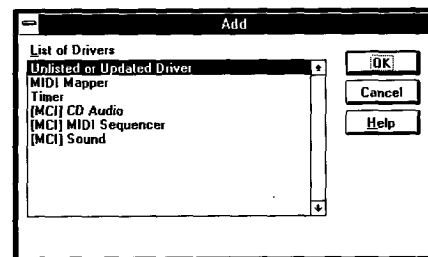 Add
List of Drivers
Unlisted or Updated Driver
MIDI Mapper
Timer
[MCI] CD Audio
[MCI] MIDI Sequencer
[MCI] Sound
OK
Cancel
Help